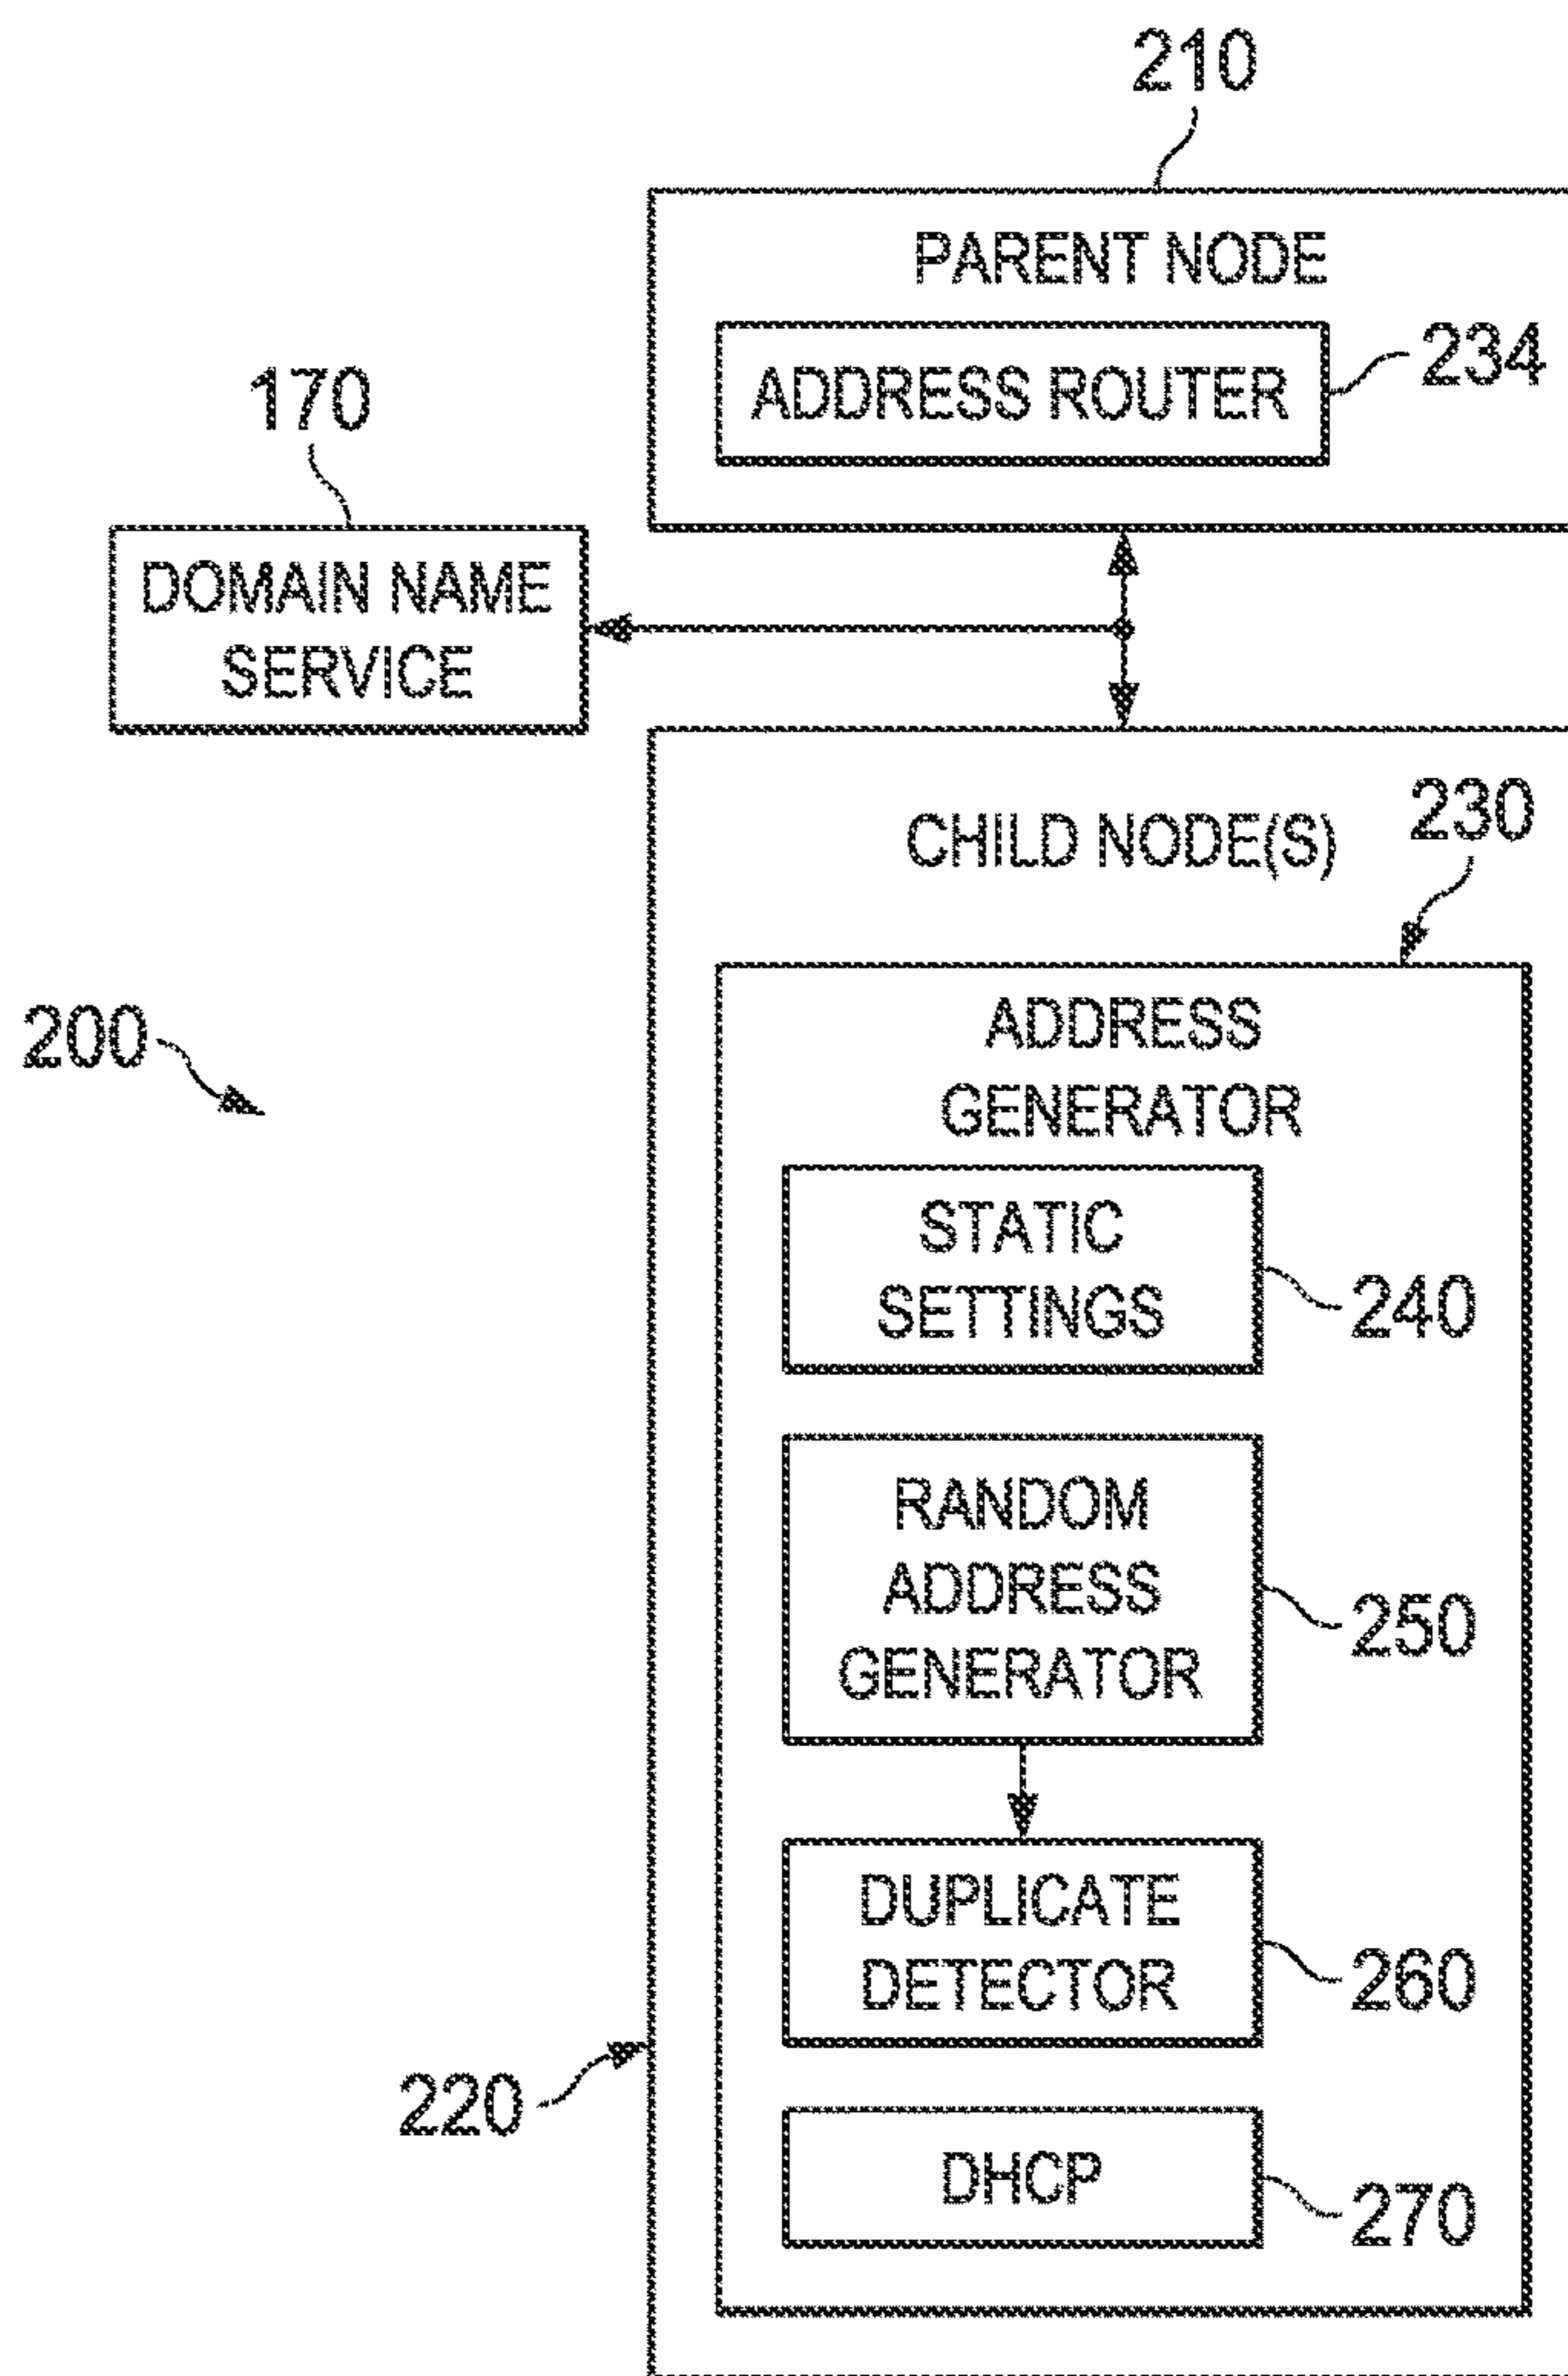 210
PARENT NODE
ADDRESS ROUTER
234
170
DOMAIN NAME
SERVICE
CHILD NODE(S)
230
200
ADDRESS
GENERATOR
STATIC
SETTINGS
240
RANDOM
ADDRESS
GENERATOR
250
DUPLICATE
DETECTOR
260
220
DHCP
270